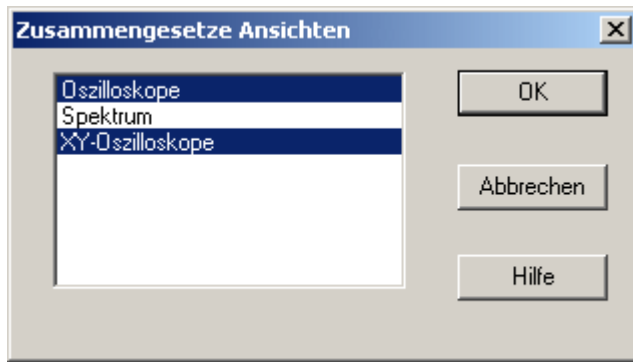 Zusammengesetze Ansichten
Oszilloskope
Spektrum
XY-Oszilloskope
OK
Abbrechen
Hilfe